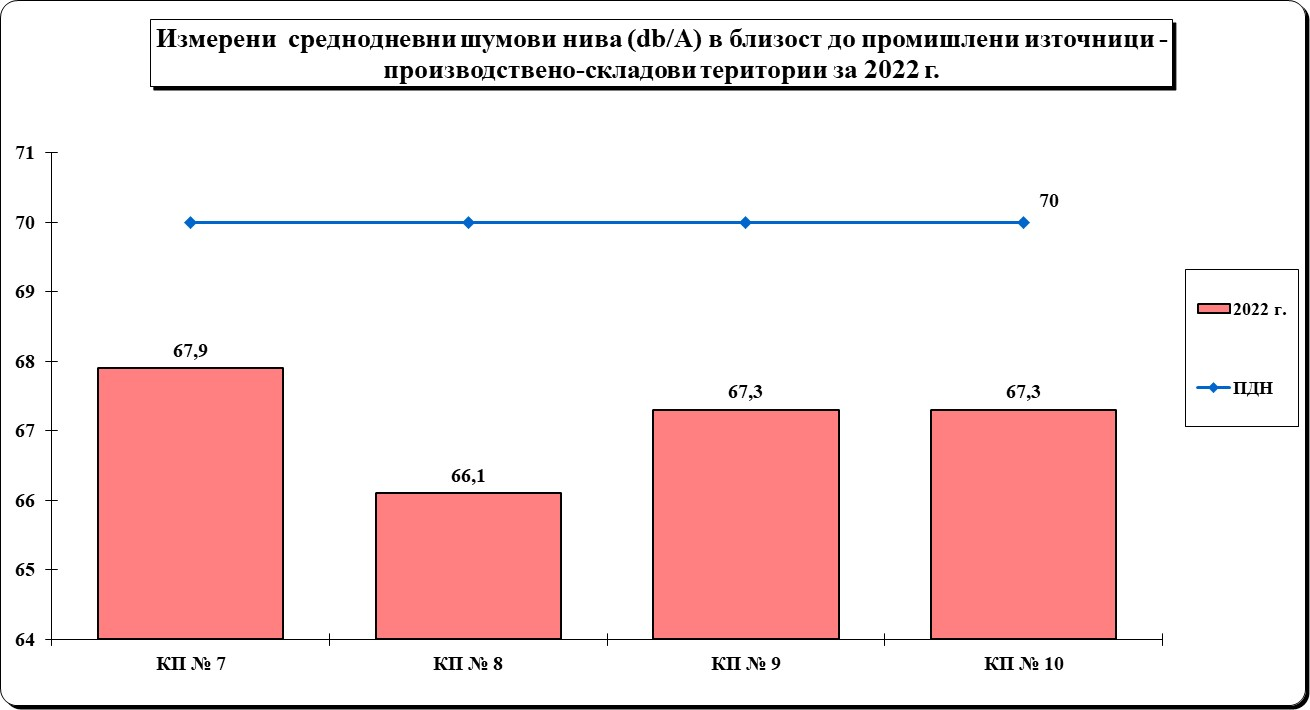 Измерени среднодневни шумови нива (db/A) в близост до промишлени източници -
производствено-складови територии за 2022 г.
71
70
69
68
67
66
65
64
70
67,9
66,1
67,3
67,3
КП № 7
КП № 8
КП № 9
КП № 10
2022 г.
ПДН